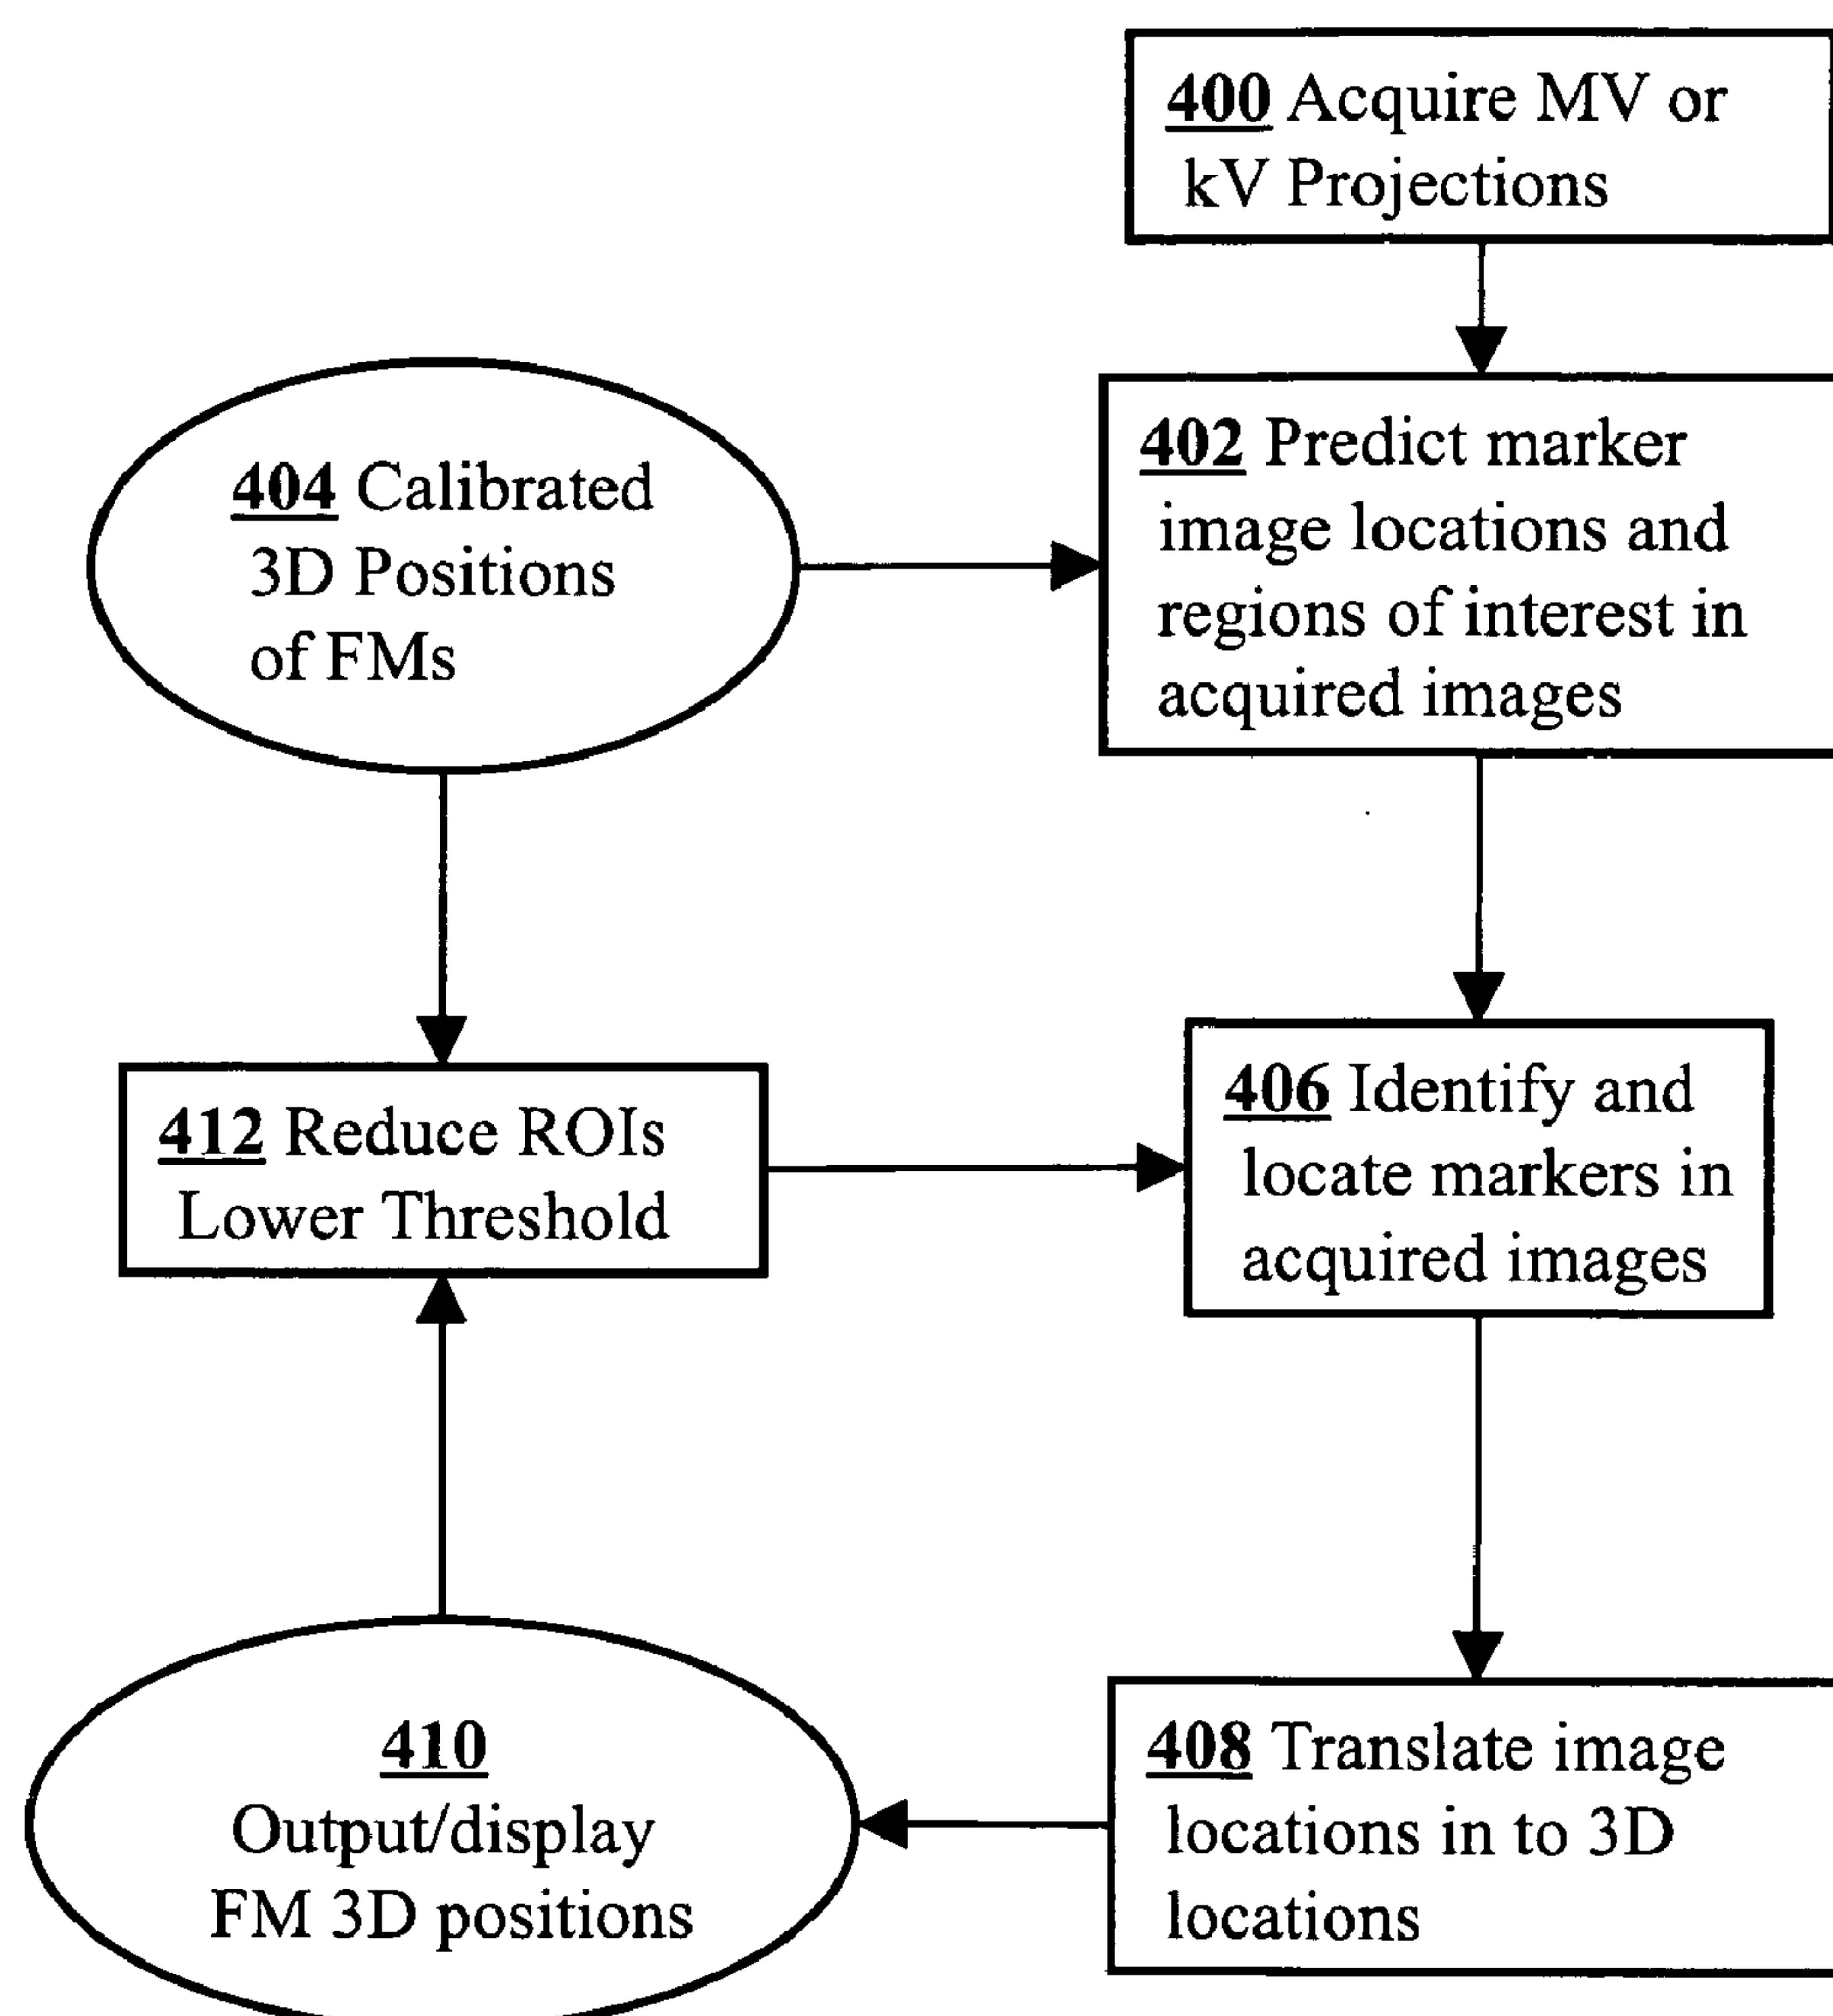 400 Acquire MV or
kV Projections
402 Predict marker
image locations and
regions of interest in
acquired images
404 Calibrated
3D Positions
of FMs
406 Identify and
locate markers in
acquired images
412 Reduce ROIs
Lower Threshold
408 Translate image
locations in to 3D
locations
410
Output/display
FM 3D positions